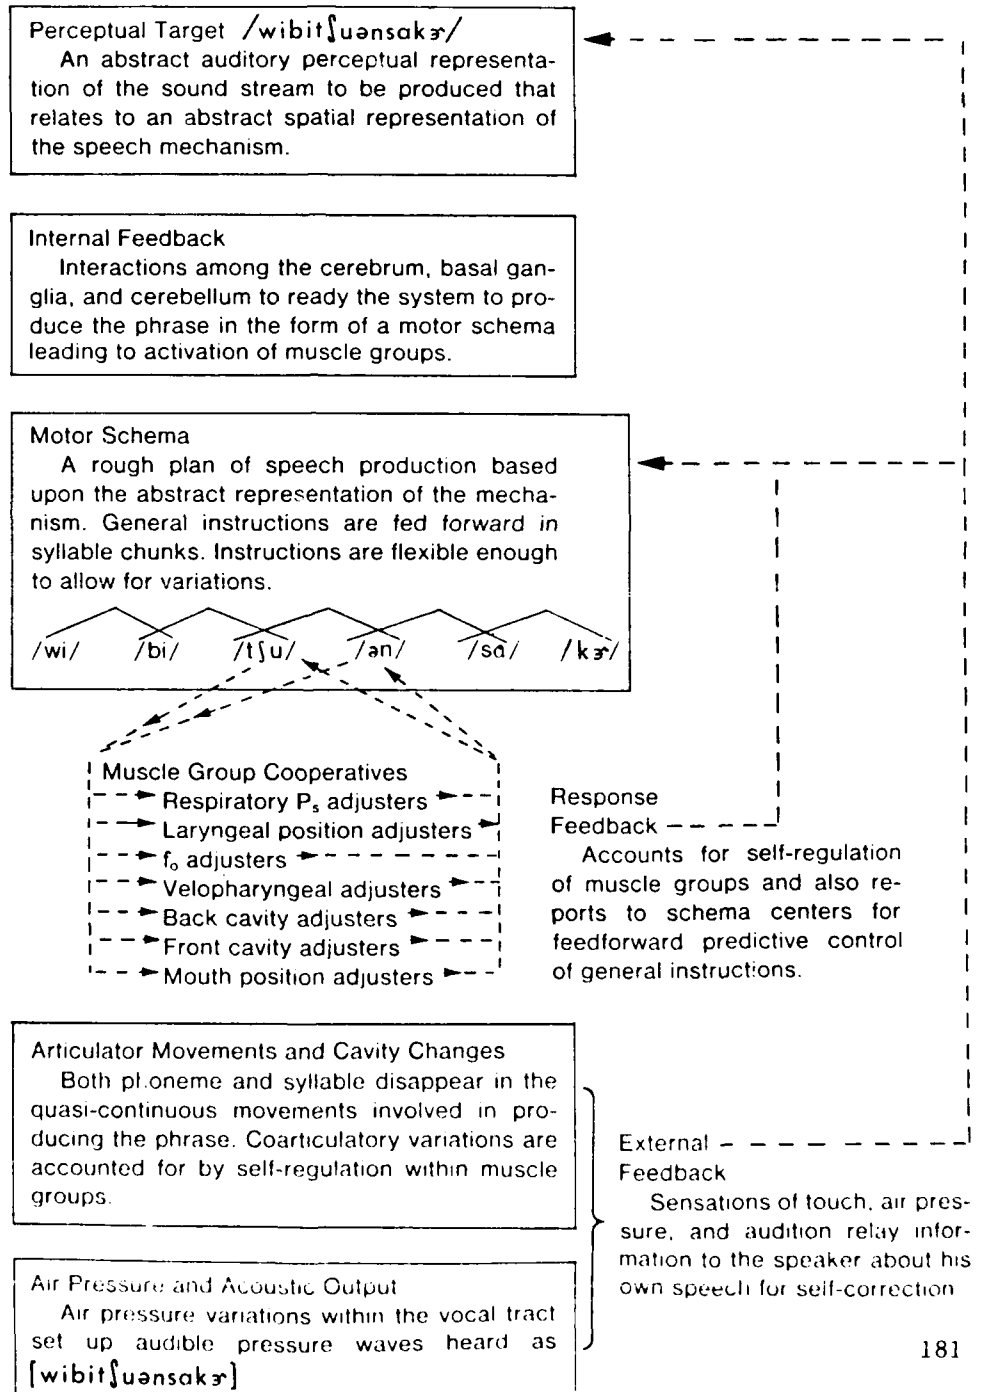 Perceptual Target /wibitʃuənsɑkɝ/
An abstract auditory perceptual representa-
tion of the sound stream to be produced that
relates to an abstract spatial representation of
the speech mechanism.
Internal Feedback
Interactions among the cerebrum, basal gan-
glia, and cerebellum to ready the system to pro-
duce the phrase in the form of a motor schema
leading to activation of muscle groups.
Motor Schema
A rough plan of speech production based
upon the abstract representation of the mecha-
nism. General instructions are fed forward in
syllable chunks. Instructions are flexible enough
to allow for variations.
/wi/ /bi/ /tʃu/ /ən/ /sɑ/ /kɝ/
Muscle Group Cooperatives
Respiratory Pₛ adjusters
Laryngeal position adjusters
f₀ adjusters
Velopharyngeal adjusters
Back cavity adjusters
Front cavity adjusters
Mouth position adjusters
Response
Feedback
Accounts for self-regulation
of muscle groups and also re-
ports to schema centers for
feedforward predictive control
of general instructions.
Articulator Movements and Cavity Changes
Both phoneme and syllable disappear in the
quasi-continuous movements involved in pro-
ducing the phrase. Coarticulatory variations are
accounted for by self-regulation within muscle
groups.
Air Pressure and Acoustic Output
Air pressure variations within the vocal tract
set up audible pressure waves heard as
[wibitʃuənsɑkɝ]
External
Feedback
Sensations of touch, air pres-
sure, and audition relay infor-
mation to the speaker about his
own speech for self-correction
181